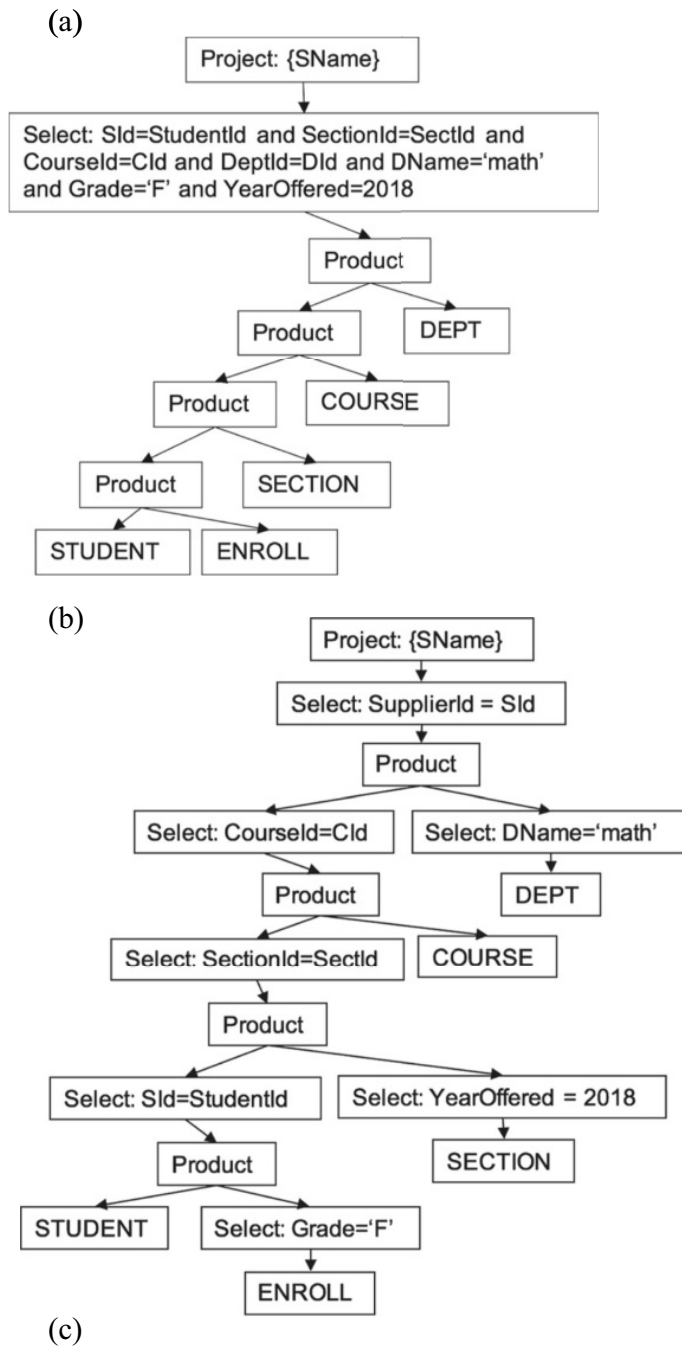 (a)
Project: {SName}
Select: SId=StudentId and SectionId=SectId and
CourseId=CId and DeptId=DId and DName=‘math’
and Grade=‘F’ and YearOffered=2018
Product
Product
DEPT
Product
COURSE
Product
SECTION
STUDENT
ENROLL
(b)
Project: {SName}
Select: SupplierId = SId
Product
Select: CourseId=CId
Select: DName=‘math’
Product
DEPT
Select: SectionId=SectId
COURSE
Product
Select: SId=StudentId
Select: YearOffered = 2018
Product
SECTION
STUDENT
Select: Grade=‘F’
ENROLL
(c)